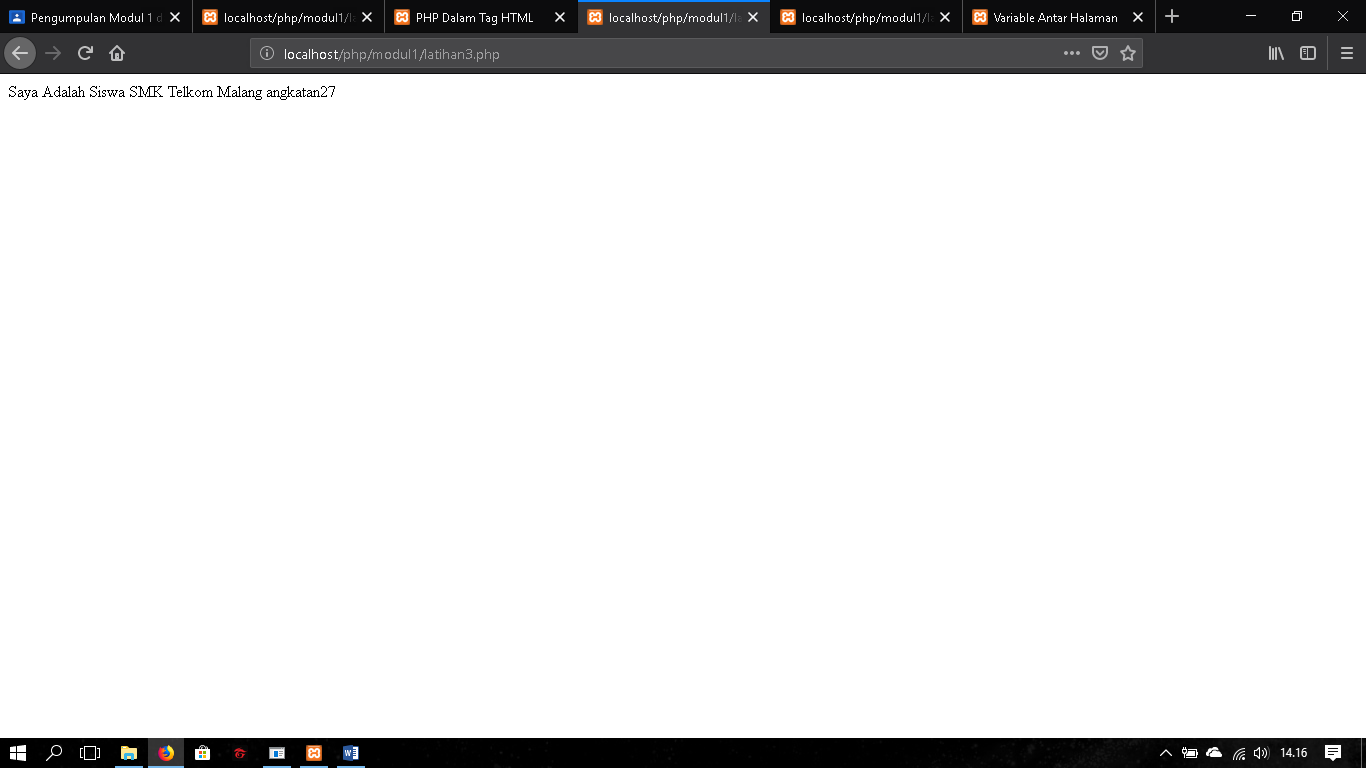 Pengumpulan Modul 1 d
localhost/php/modul1/l
PHP Dalam Tag HTML
localhost/php/modul1/l
localhost/php/modul1/l
Variable Antar Halaman
localhost/php/modul1/latihan3.php
Saya Adalah Siswa SMK Telkom Malang angkatan27
14.16